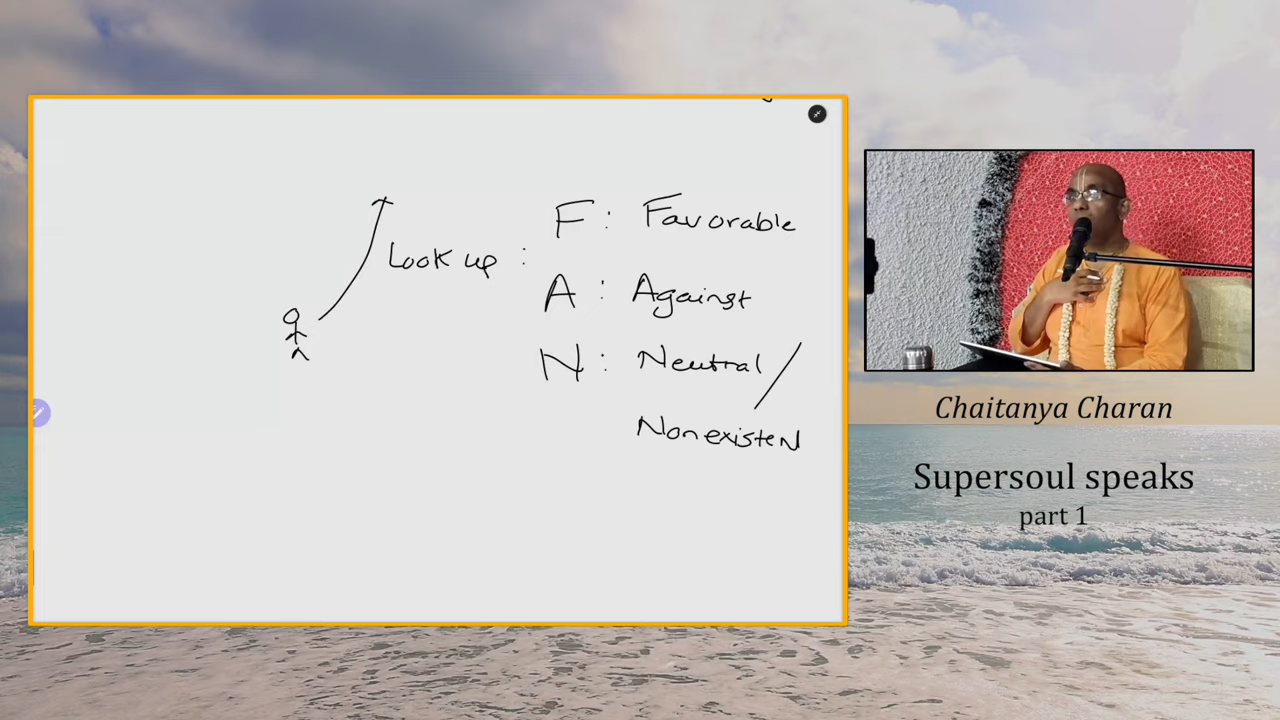 Look up :
F : Favorable
A : Against
N : Neutral /
NonexisteN
Chaitanya Charan
Supersoul speaks
part 1